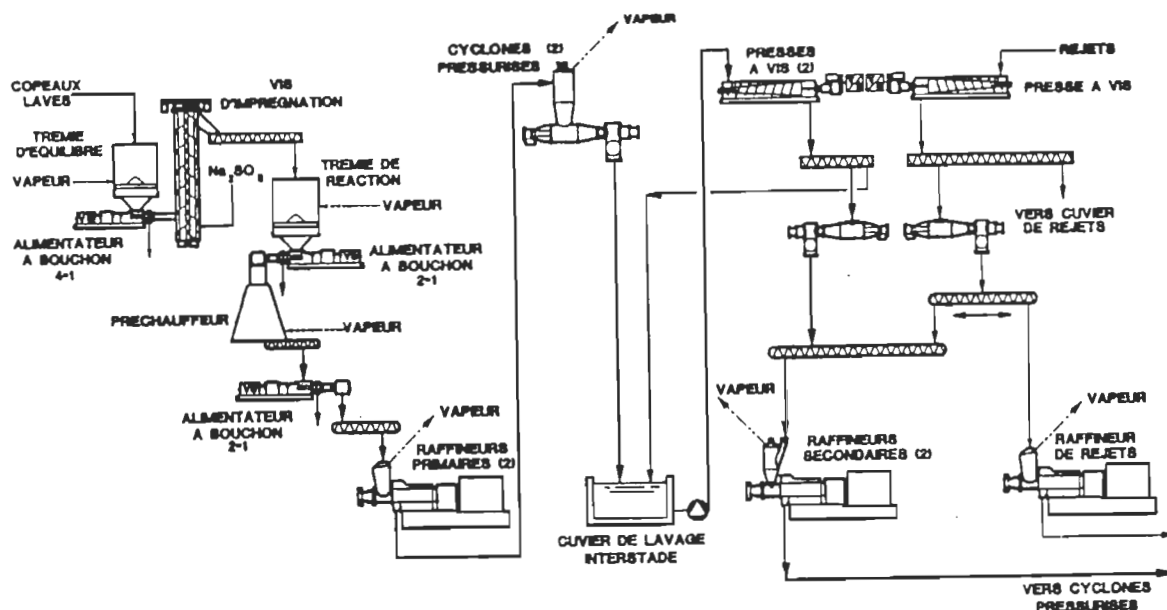 COPEAUX
LAVES
TREMIE
D'EQUILIBRE
VAPEUR
ALIMENTATEUR
A BOUCHON
4-1
VIS
D'IMPREGNATION
TREMIE DE
REACTION
VAPEUR
ALIMENTATEUR
A BOUCHON
2-1
PRECHAUFFEUR
VAPEUR
ALIMENTATEUR
A BOUCHON
2-1
VAPEUR
RAFFINEURS
PRIMAIRES (2)
CYCLONES (2)
PRESSURISES
VAPEUR
CUVIER DE LAVAGE
INTERSTADE
PRESSES
A VIS (2)
REJETS
PRESSE A VIS
VERS CUVIER
DE REJETS
VAPEUR
RAFFINEURS
SECONDAIRES (2)
VAPEUR
RAFFINEUR
DE REJETS
VERS CYCLONES
PRESSURISES